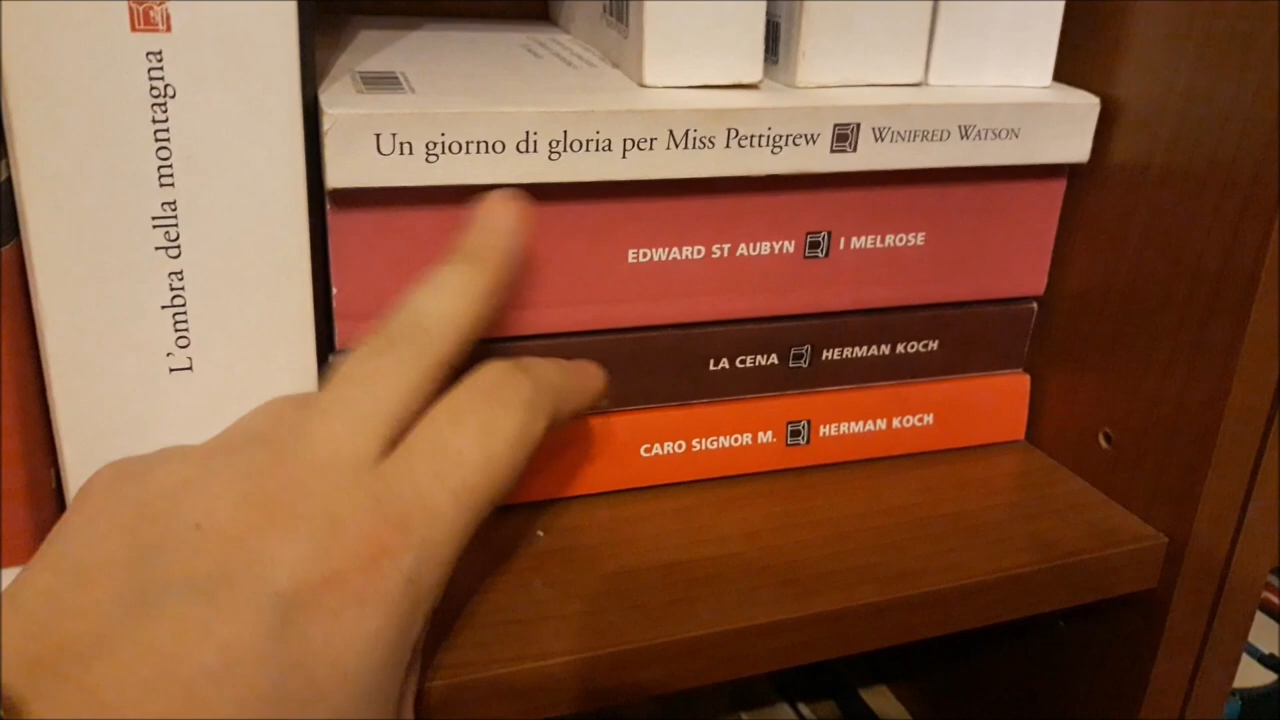 L'ombra della montagna
Un giorno di gloria per Miss Pettigrew WINIFRED WATSON
EDWARD ST AUBYN I MELROSE
LA CENA HERMAN KOCH
CARO SIGNOR M. HERMAN KOCH